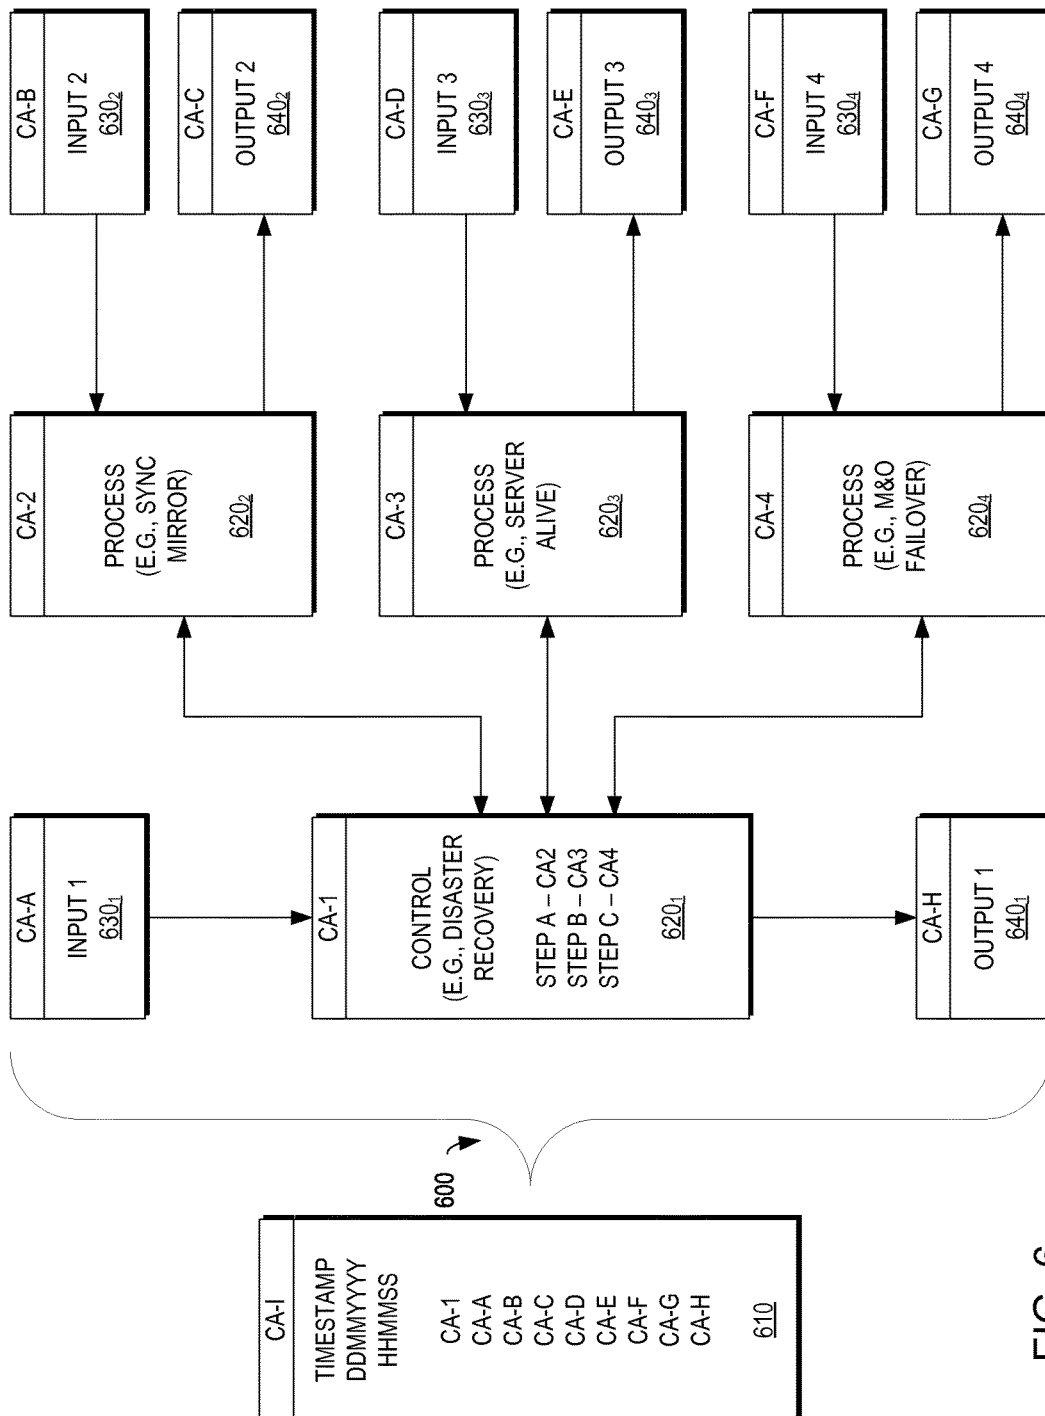 CA-I
TIMESTAMP
DDMMYYYY
HHMMSS
CA-1
CA-A
CA-B
CA-C
CA-D
CA-E
CA-F
CA-G
CA-H
610
600
CA-A
INPUT 1
630₁
CA-1
CONTROL
(E.G., DISASTER
RECOVERY)
STEP A – CA2
STEP B – CA3
STEP C – CA4
620₁
CA-H
OUTPUT 1
640₁
CA-2
PROCESS
(E.G., SYNC
MIRROR)
620₂
CA-B
INPUT 2
630₂
CA-C
OUTPUT 2
640₂
CA-3
PROCESS
(E.G., SERVER
ALIVE)
620₃
CA-D
INPUT 3
630₃
CA-E
OUTPUT 3
640₃
CA-4
PROCESS
(E.G., M&O
FAILOVER)
620₄
CA-F
INPUT 4
630₄
CA-G
OUTPUT 4
640₄
FIG. 6